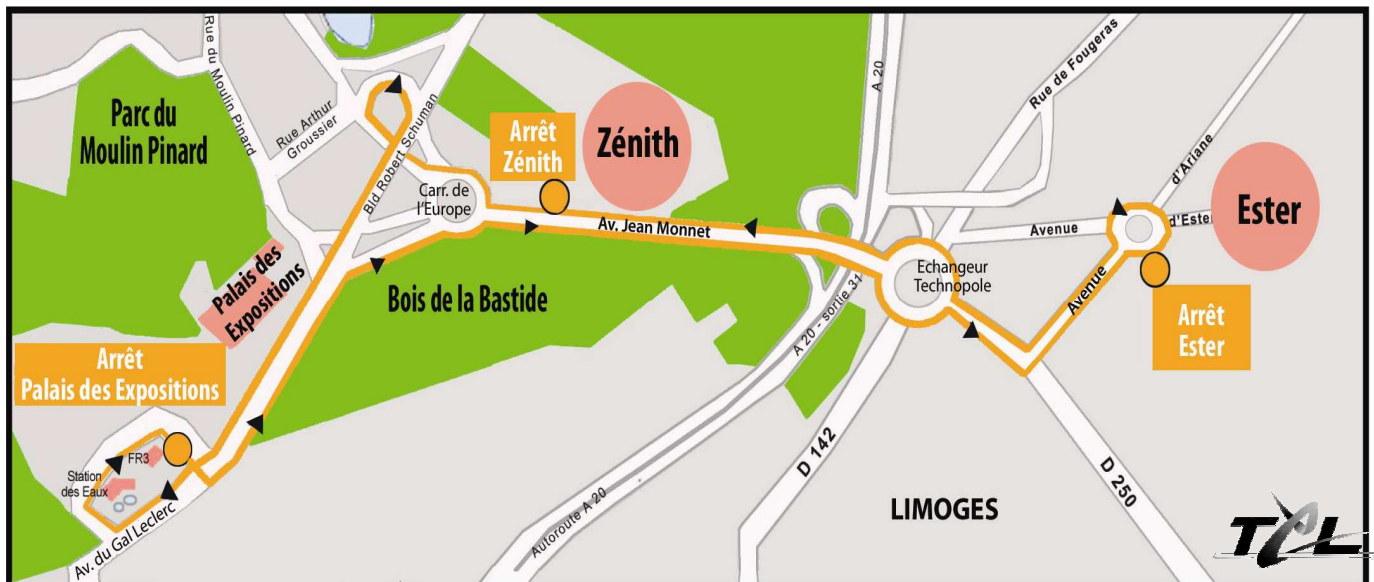 Rue du Moulin Pinard
Parc du
Moulin Pinard
Rue Arthur
Groussier
Bld Robert Schuman
Carr. de
l'Europe
Arrêt
Zénith
Zénith
Av. Jean Monnet
A 20
Rue de Fougeras
d'Ariane
Avenue
d'Ester
Ester
Echangeur
Technopole
Avenue
Arrêt
Ester
A 20 - sortie 31
Palais des
Expositions
Bois de la Bastide
Arrêt
Palais des Expositions
FR3
Station
des Eaux
Av. du Gal Leclerc
Autoroute A 20
D 142
LIMOGES
D 250
TCL